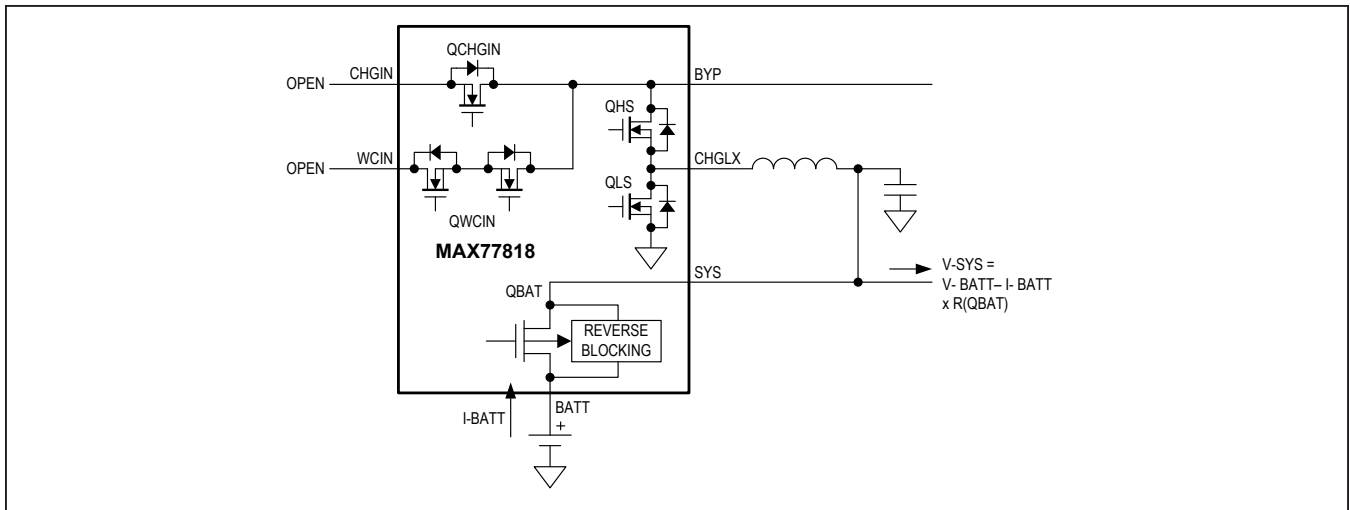 QCHGIN
OPEN
CHGIN
BYP
QHS
OPEN
WCIN
CHGLX
QLS
QWCIN
MAX77818
SYS
V-SYS =
V- BATT– I- BATT
x R(QBAT)
QBAT
REVERSE
BLOCKING
I-BATT
BATT
+